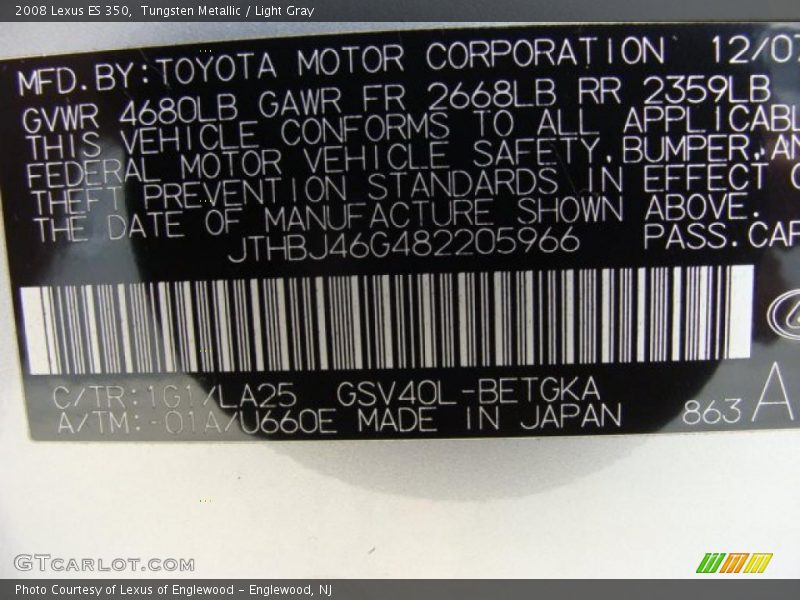 2008 Lexus ES 350, Tungsten Metallic / Light Gray
MFD. BY: TOYOTA MOTOR CORPORATION 12/07
GVWR 4680LB GAWR FR 2668LB RR 2359LB
THIS VEHICLE CONFORMS TO ALL APPLICABL
FEDERAL MOTOR VEHICLE SAFETY, BUMPER, AN
THEFT PREVENTION STANDARDS IN EFFECT O
THE DATE OF MANUFACTURE SHOWN ABOVE.
JTHBJ46G482205966 PASS. CAR
C/TR: 1G1/LA25 GSV40L-BETGKA
A/TM: -01A/U660E MADE IN JAPAN 863 A
GTCARLOT.COM
Photo Courtesy of Lexus of Englewood - Englewood, NJ